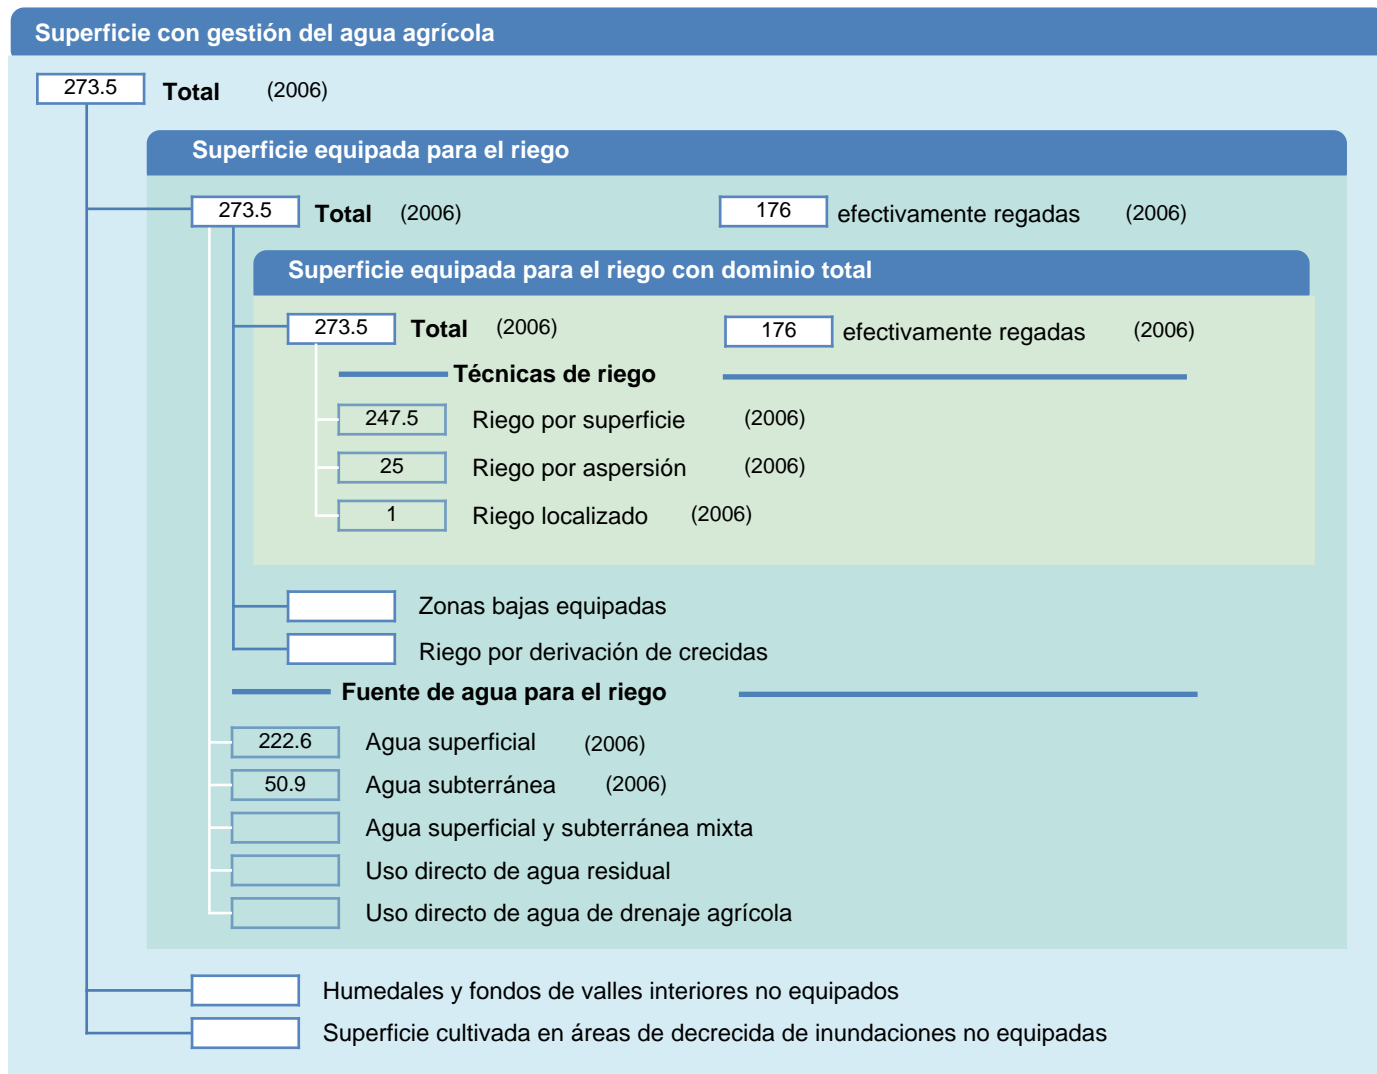 Superficie con gestión del agua agrícola
273.5 Total (2006)
Superficie equipada para el riego
273.5 Total (2006) 176 efectivamente regadas (2006)
Superficie equipada para el riego con dominio total
273.5 Total (2006) 176 efectivamente regadas (2006)
Técnicas de riego
247.5 Riego por superficie (2006)
25 Riego por aspersión (2006)
1 Riego localizado (2006)
Zonas bajas equipadas
Riego por derivación de crecidas
Fuente de agua para el riego
222.6 Agua superficial (2006)
50.9 Agua subterránea (2006)
Agua superficial y subterránea mixta
Uso directo de agua residual
Uso directo de agua de drenaje agrícola
Humedales y fondos de valles interiores no equipados
Superficie cultivada en áreas de decrecida de inundaciones no equipadas